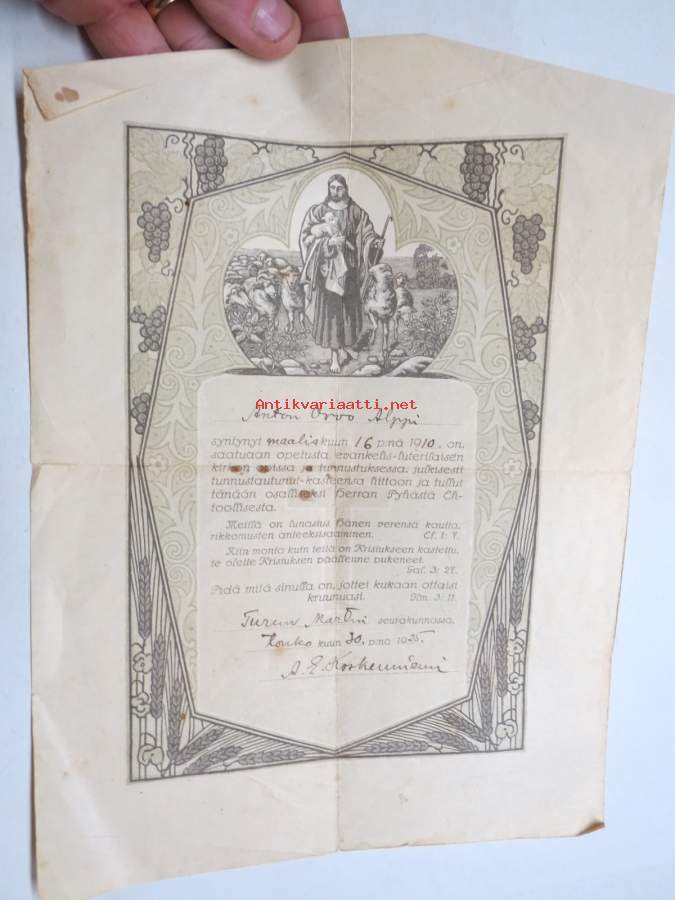 Antikvariaatti.net
Anton Orvo Alppi
syntynyt maaliskuun 16 p:nä 1910. on,
saatuaan opetusta evankelis-luterilaisen
kirkon opissa ja tunnustuksessa, julkisesti
tunnustautunut kasteensa liittoon ja tullut
tänään osalliseksi Herran Pyhästä Eh-
toollisesta.
Meillä on lunastus Hänen verensä kautta,
rikkomusten anteeksisaaminen. Ef. 1: 7.
Niin monta kuin teitä on Kristukseen kastettu,
te olette Kristuksen päällenne pukeneet.
Gal. 3: 27.
Pidä mitä sinulla on, jottei kukaan ottaisi
kruunuasi. Ilm. 3: 11.
Turun Martin seurakunnassa,
Touko kuun 30. p:nä 1925.
A. E. Koskenniemi